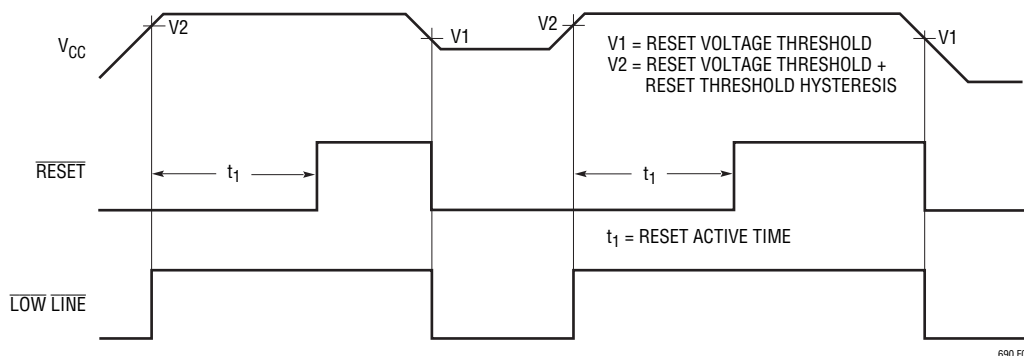 V2
V1
V2
V1
VCC
V1 = RESET VOLTAGE THRESHOLD
V2 = RESET VOLTAGE THRESHOLD +
RESET THRESHOLD HYSTERESIS
RESET
t1
t1
t1 = RESET ACTIVE TIME
LOW LINE